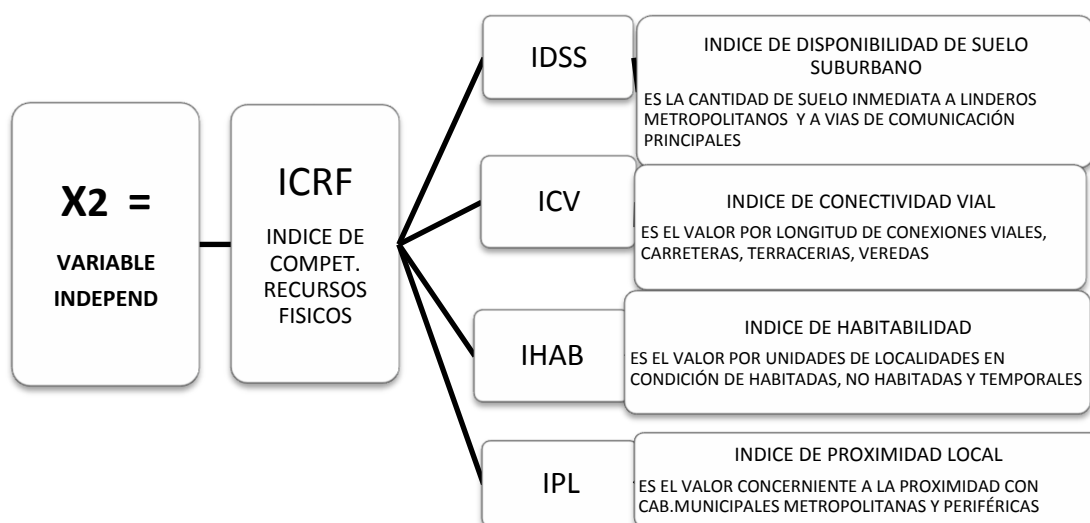 X2 =
VARIABLE
INDEPEND
ICRF
INDICE DE
COMPET.
RECURSOS
FISICOS
IDSS
INDICE DE DISPONIBILIDAD DE SUELO
SUBURBANO
ES LA CANTIDAD DE SUELO INMEDIATA A LINDEROS
METROPOLITANOS Y A VIAS DE COMUNICACIÓN
PRINCIPALES
ICV
INDICE DE CONECTIVIDAD VIAL
ES EL VALOR POR LONGITUD DE CONEXIONES VIALES,
CARRETERAS, TERRACERIAS, VEREDAS
IHAB
INDICE DE HABITABILIDAD
ES EL VALOR POR UNIDADES DE LOCALIDADES EN
CONDICIÓN DE HABITADAS, NO HABITADAS Y TEMPORALES
IPL
INDICE DE PROXIMIDAD LOCAL
ES EL VALOR CONCERNIENTE A LA PROXIMIDAD CON
CAB.MUNICIPALES METROPOLITANAS Y PERIFÉRICAS